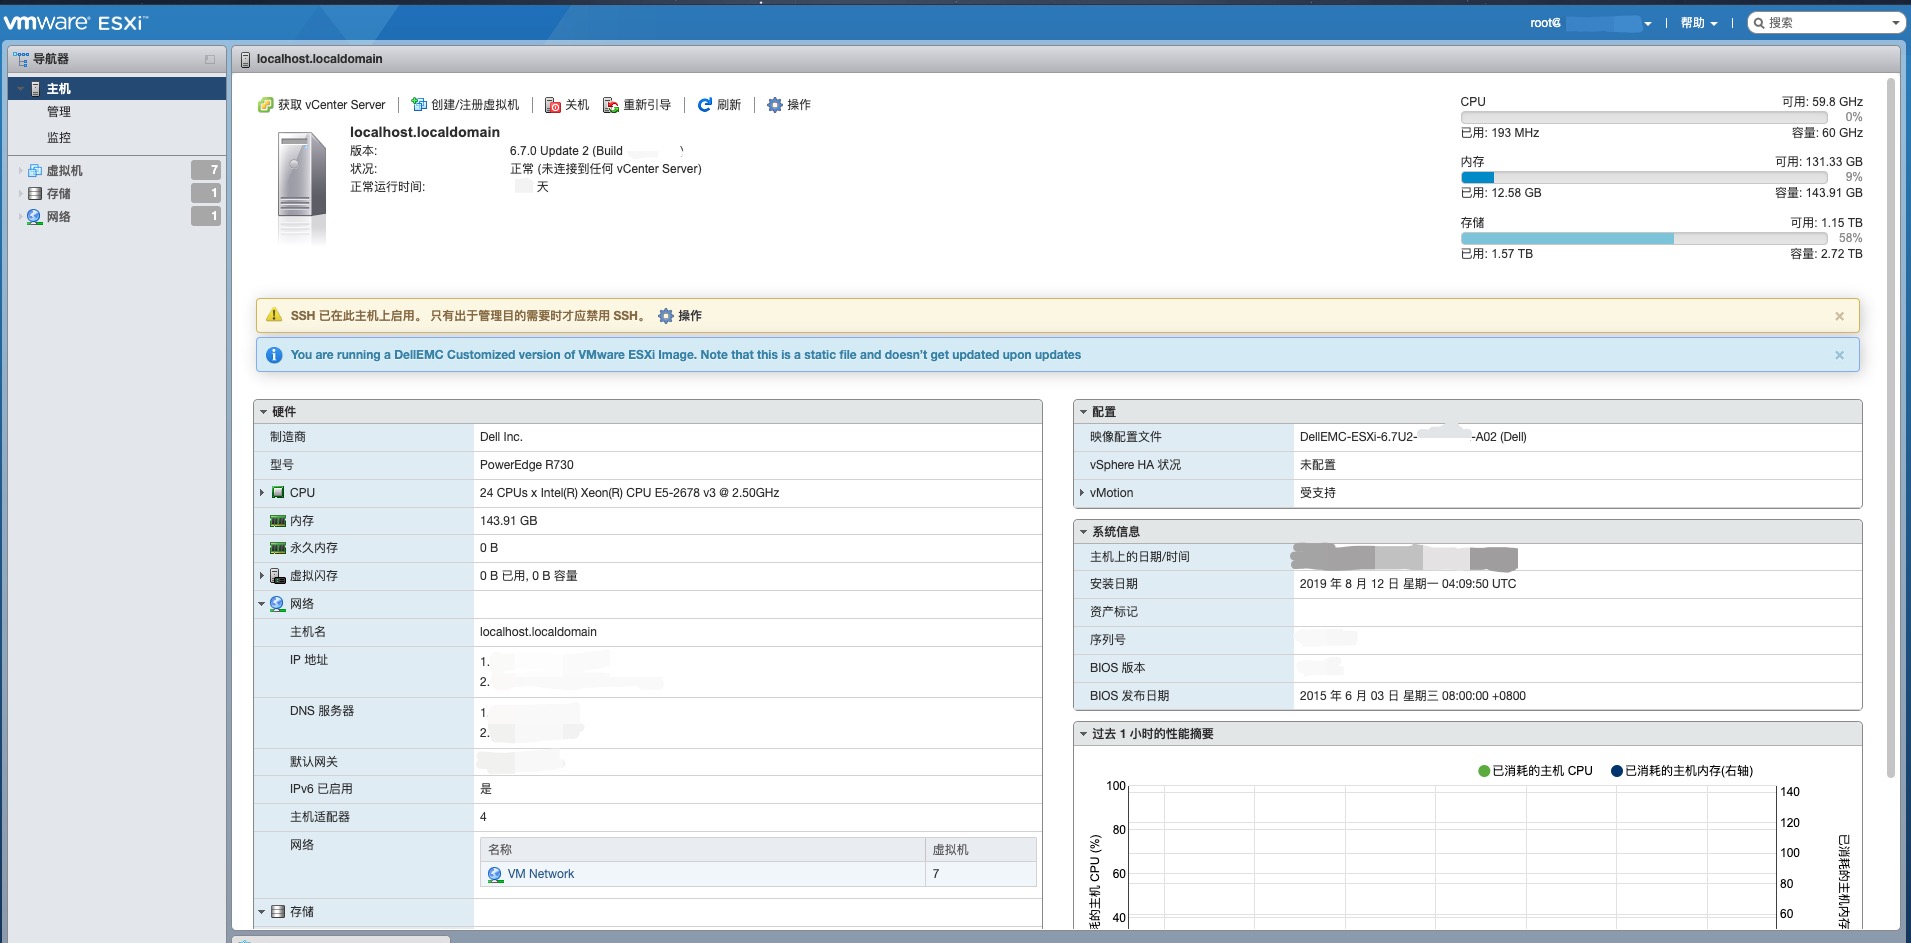 vmware ESXi™
root@
帮助
搜索
导航器
主机
管理
监控
虚拟机 7
存储 1
网络 1
localhost.localdomain
获取 vCenter Server
创建/注册虚拟机
关机
重新引导
刷新
操作
localhost.localdomain
版本: 6.7.0 Update 2 (Build )
状况: 正常 (未连接到任何 vCenter Server)
正常运行时间: 天
CPU 可用: 59.8 GHz
0%
已用: 193 MHz 容量: 60 GHz
内存 可用: 131.33 GB
9%
已用: 12.58 GB 容量: 143.91 GB
存储 可用: 1.15 TB
58%
已用: 1.57 TB 容量: 2.72 TB
SSH 已在此主机上启用。 只有出于管理目的需要时才应禁用 SSH。 操作
You are running a DellEMC Customized version of VMware ESXi Image. Note that this is a static file and doesn't get updated upon updates
硬件
制造商 Dell Inc.
型号 PowerEdge R730
CPU 24 CPUs x Intel(R) Xeon(R) CPU E5-2678 v3 @ 2.50GHz
内存 143.91 GB
永久内存 0 B
虚拟闪存 0 B 已用, 0 B 容量
网络
主机名 localhost.localdomain
IP 地址 1.
2.
DNS 服务器 1.
2.
默认网关
IPv6 已启用 是
主机适配器 4
网络 名称 虚拟机
VM Network 7
存储
配置
映像配置文件 DellEMC-ESXi-6.7U2- -A02 (Dell)
vSphere HA 状况 未配置
vMotion 受支持
系统信息
主机上的日期/时间
安装日期 2019 年 8 月 12 日 星期一 04:09:50 UTC
资产标记
序列号
BIOS 版本
BIOS 发布日期 2015 年 6 月 03 日 星期三 08:00:00 +0800
过去 1 小时的性能摘要
已消耗的主机 CPU 已消耗的主机内存(右轴)
100 140
80 120
100
60 80
40 60
耗的主机 CPU (%)
已消耗的主机内存